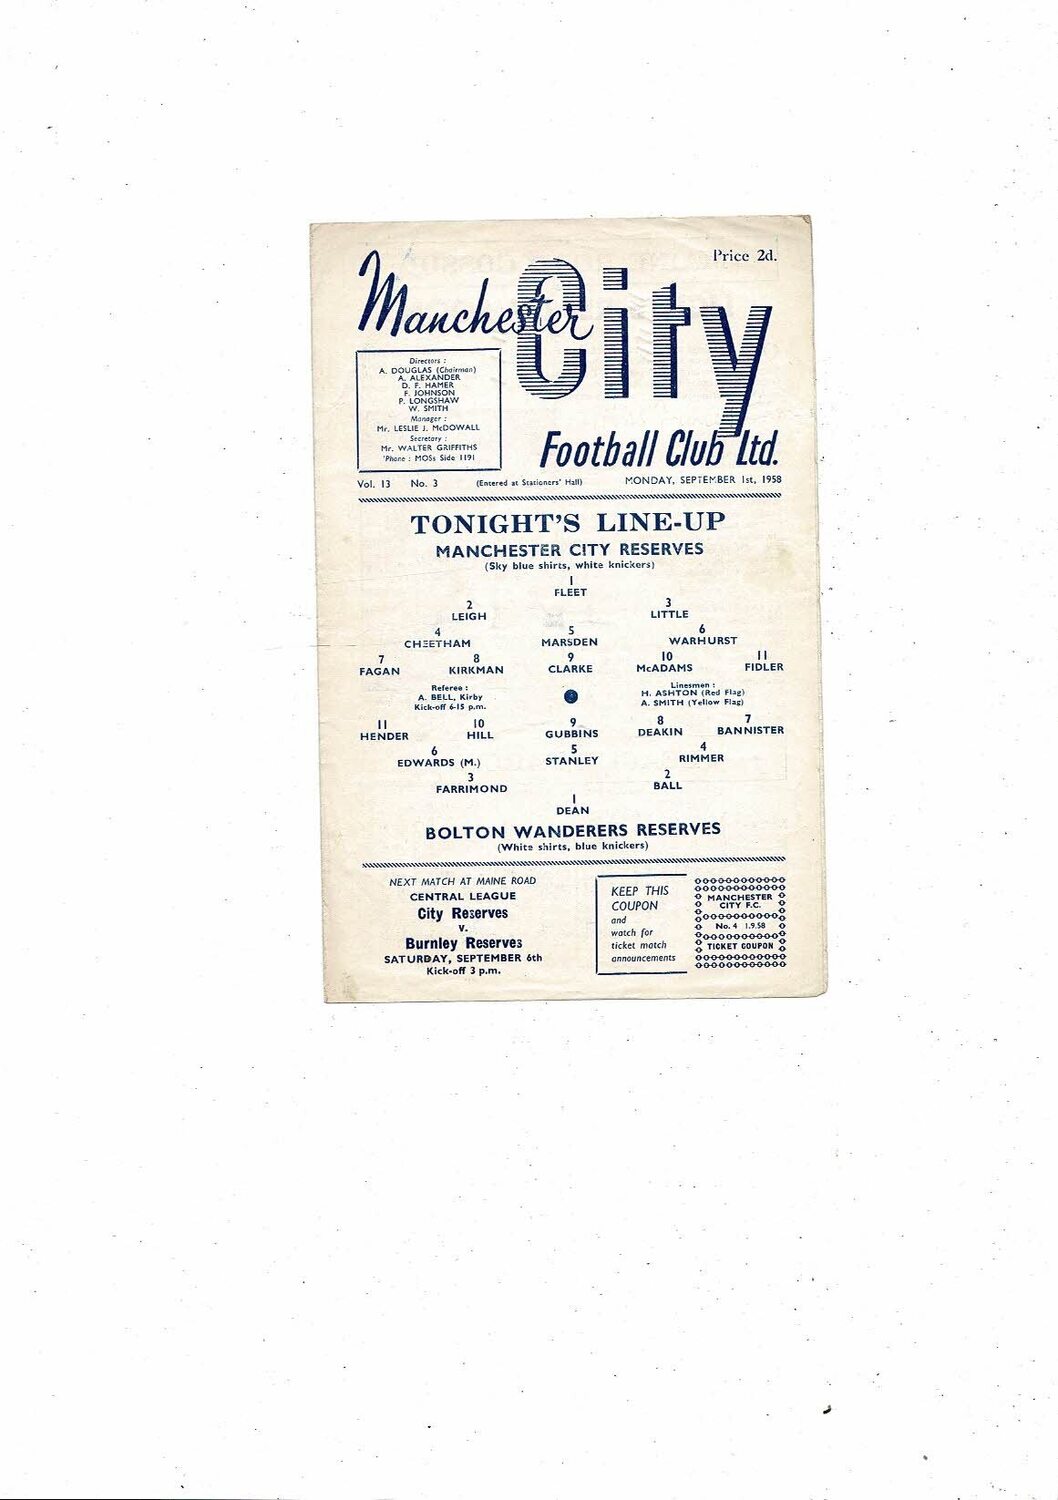 Price 2d.
Manchester City
Football Club Ltd.
Directors :
A. DOUGLAS (Chairman)
A. ALEXANDER
D. F. HAMER
F. JOHNSON
P. LONGSHAW
W. SMITH
Manager :
Mr. LESLIE J. McDOWALL
Secretary :
Mr. WALTER GRIFFITHS
'Phone : MOSs Side 1191
Vol. 13 No. 3 (Entered at Stationers' Hall) MONDAY, SEPTEMBER 1st, 1958
TONIGHT'S LINE-UP
MANCHESTER CITY RESERVES
(Sky blue shirts, white knickers)
1
FLEET
2 3
LEIGH LITTLE
4 5 6
CHEETHAM MARSDEN WARHURST
7 8 9 10 11
FAGAN KIRKMAN CLARKE McADAMS FIDLER
Referee :
A. BELL, Kirby
Kick-off 6-15 p.m.
Linesmen :
H. ASHTON (Red Flag)
A. SMITH (Yellow Flag)
11 10 9 8 7
HENDER HILL GUBBINS DEAKIN BANNISTER
6 5 4
EDWARDS (M.) STANLEY RIMMER
3 2
FARRIMOND BALL
1
DEAN
BOLTON WANDERERS RESERVES
(White shirts, blue knickers)
NEXT MATCH AT MAINE ROAD
CENTRAL LEAGUE
City Reserves
v.
Burnley Reserves
SATURDAY, SEPTEMBER 6th
Kick-off 3 p.m.
KEEP THIS
COUPON
and
watch for
ticket match
announcements
MANCHESTER
CITY F.C.
No. 4 1.9.58
TICKET COUPON